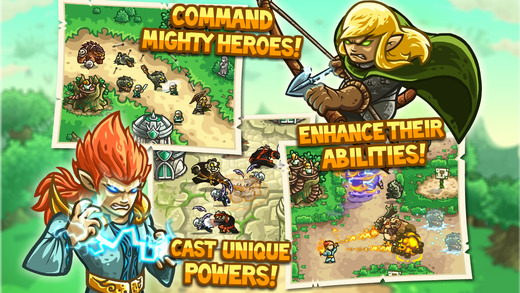 COMMAND
MIGHTY HEROES!
ENHANCE THEIR
ABILITIES!
CAST UNIQUE
POWERS!